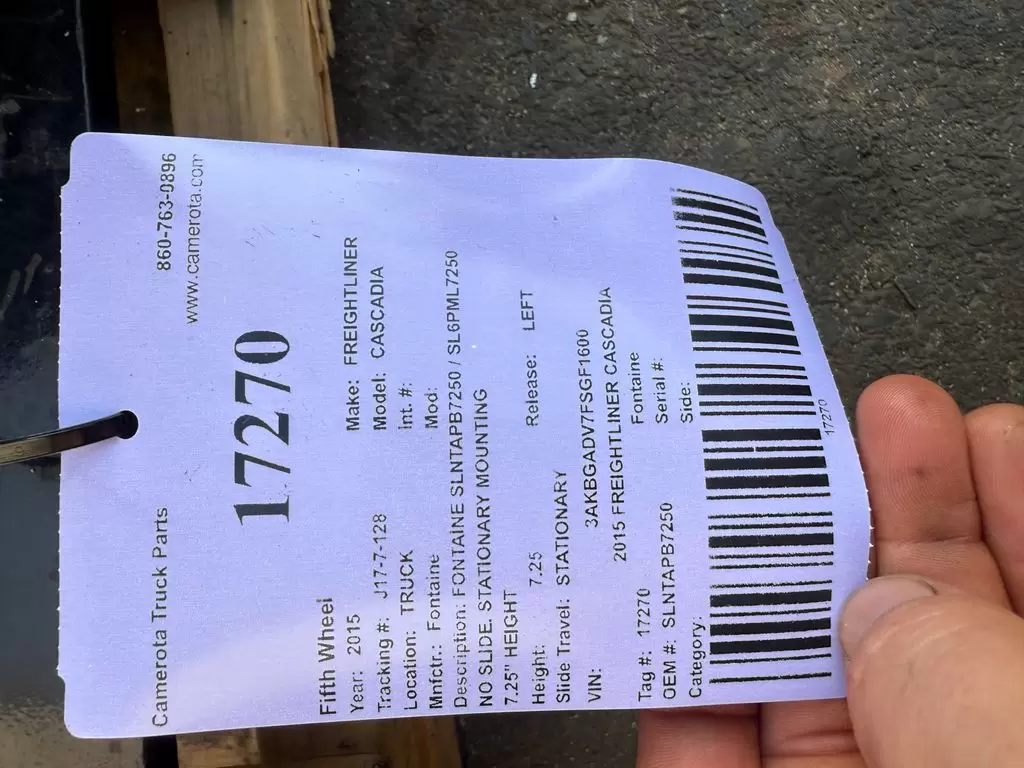 Camerota Truck Parts 860-763-0896
www.camerota.com
17270
Fifth Wheel
Year: 2015 Make: FREIGHTLINER
Tracking #: J17-7-128 Model: CASCADIA
Location: TRUCK Int. #:
Mnfctr.: Fontaine Mod:
Description: FONTAINE SLNTAPB7250 / SL6PML7250
NO SLIDE. STATIONARY MOUNTING
7.25" HEIGHT
Height: 7.25 Release: LEFT
Slide Travel: STATIONARY
VIN: 3AKBGADV7FSGF1600
2015 FREIGHTLINER CASCADIA
Tag #: 17270 Fontaine
OEM #: SLNTAPB7250 Serial #:
Category: Side:
17270